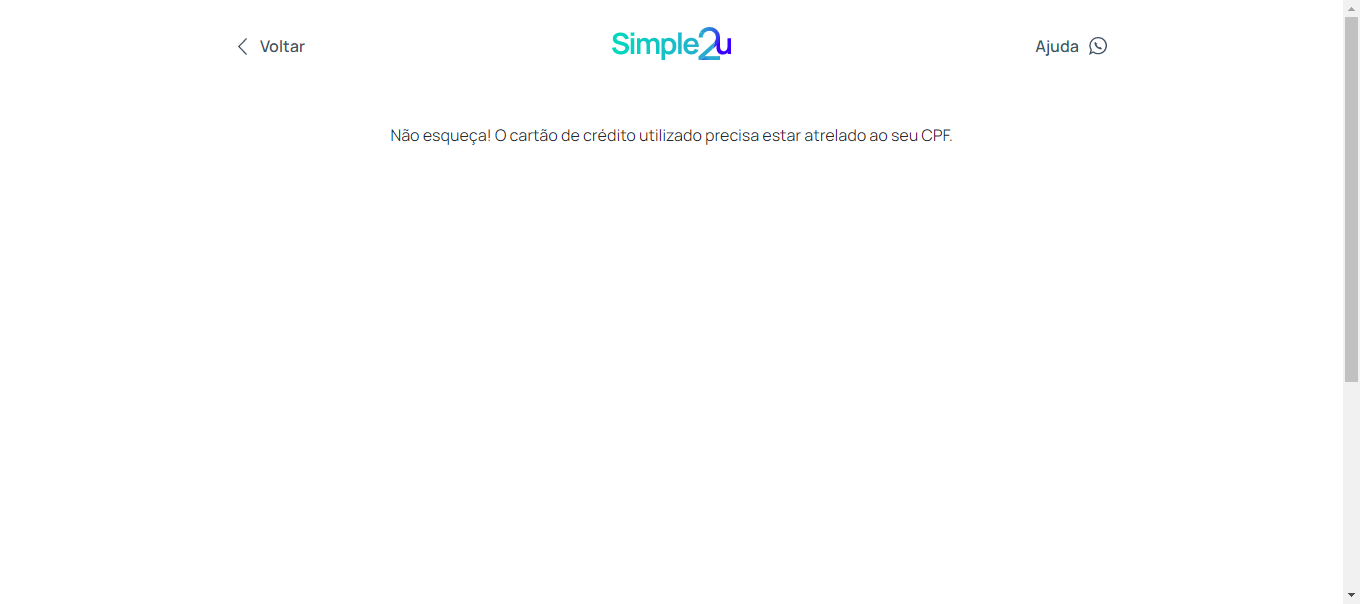 Voltar
Simple2u
Ajuda
Não esqueça! O cartão de crédito utilizado precisa estar atrelado ao seu CPF.